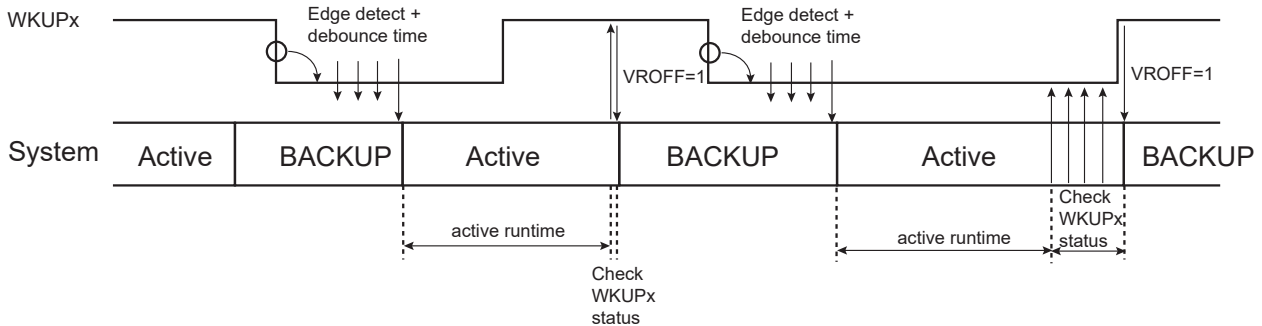 WKUPx
Edge detect +
debounce time
VROFF=1
Edge detect +
debounce time
VROFF=1
System
Active
BACKUP
Active
BACKUP
Active
BACKUP
active runtime
Check
WKUPx
status
active runtime
Check
WKUPx
status